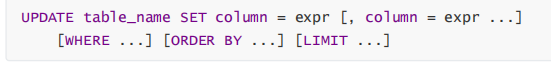 UPDATE table_name SET column = expr [, column = expr ...]
    [WHERE ...] [ORDER BY ...] [LIMIT ...]